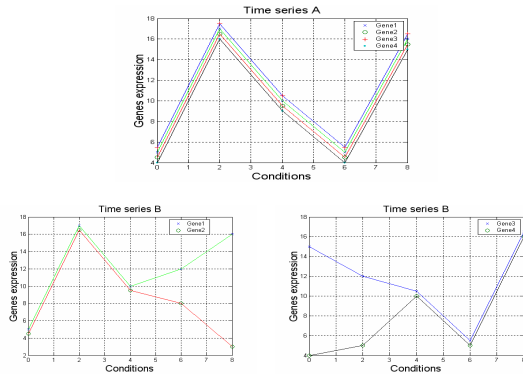 Time series A
Genes expression
18
16
14
12
10
8
6
4
0 1 2 3 4 5 6 7 8
Conditions
Gene1
Gene2
Gene3
Gene4
Time series B
Genes expression
18
16
14
12
10
8
6
4
2
0 1 2 3 4 5 6 7 8
Conditions
Gene1
Gene2
Time series B
Genes expression
18
16
14
12
10
8
6
4
0 1 2 3 4 5 6 7 8
Conditions
Gene3
Gene4